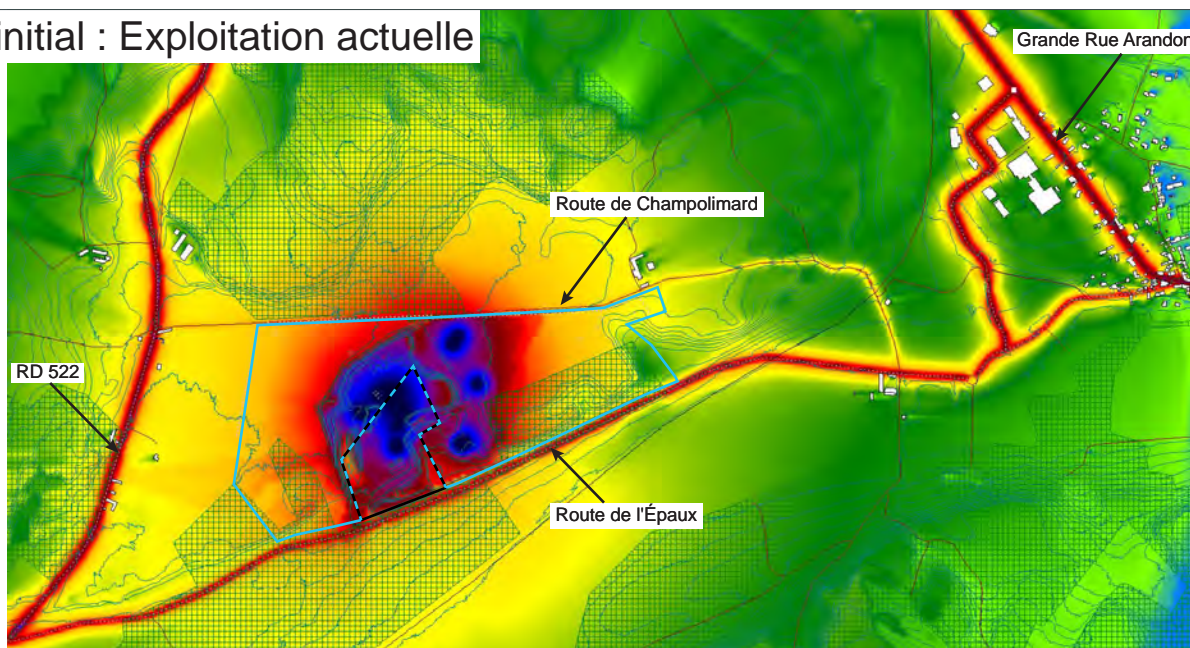 initial : Exploitation actuelle
Grande Rue Arandon
Route de Champolimard
RD 522
Route de l'Épaux